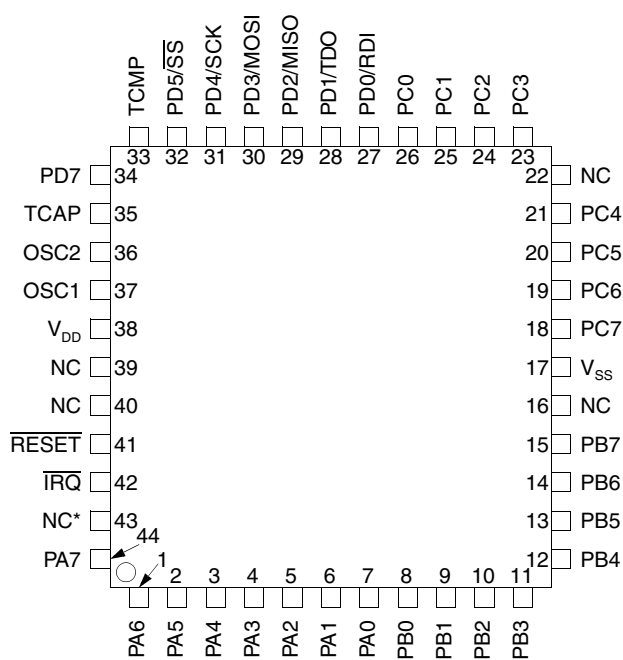 TCMP
PD5/SS
PD4/SCK
PD3/MOSI
PD2/MISO
PD1/TDO
PD0/RDI
PC0
PC1
PC2
PC3
33 32 31 30 29 28 27 26 25 24 23
PD7 34 22 NC
TCAP 35 21 PC4
OSC2 36 20 PC5
OSC1 37 19 PC6
VDD 38 18 PC7
NC 39 17 VSS
NC 40 16 NC
RESET 41 15 PB7
IRQ 42 14 PB6
NC* 43 13 PB5
PA7 44 12 PB4
1 2 3 4 5 6 7 8 9 10 11
PA6
PA5
PA4
PA3
PA2
PA1
PA0
PB0
PB1
PB2
PB3